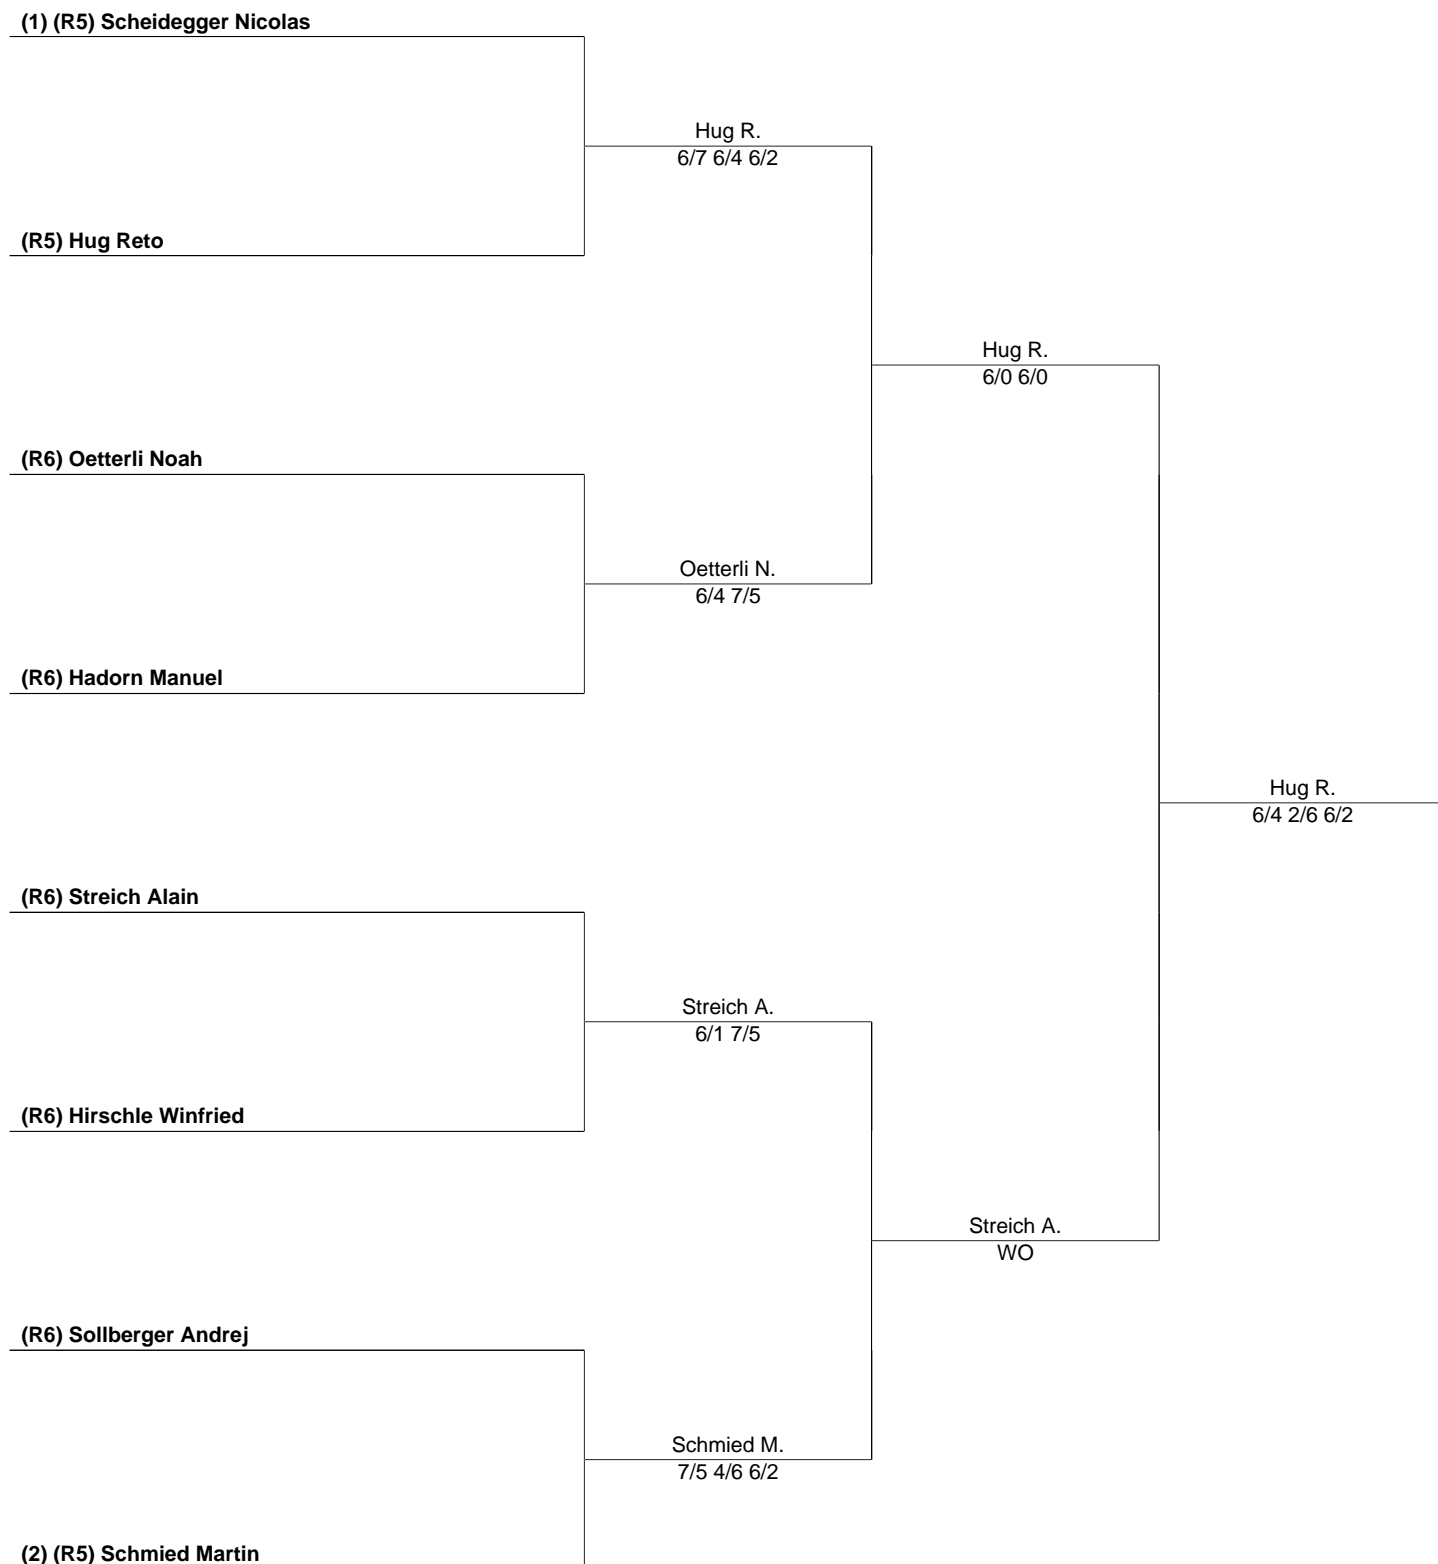 (1) (R5) Scheidegger Nicolas
Hug R.
6/7 6/4 6/2
(R5) Hug Reto
Hug R.
6/0 6/0
(R6) Oetterli Noah
Oetterli N.
6/4 7/5
(R6) Hadorn Manuel
Hug R.
6/4 2/6 6/2
(R6) Streich Alain
Streich A.
6/1 7/5
(R6) Hirschle Winfried
Streich A.
WO
(R6) Sollberger Andrej
Schmied M.
7/5 4/6 6/2
(2) (R5) Schmied Martin